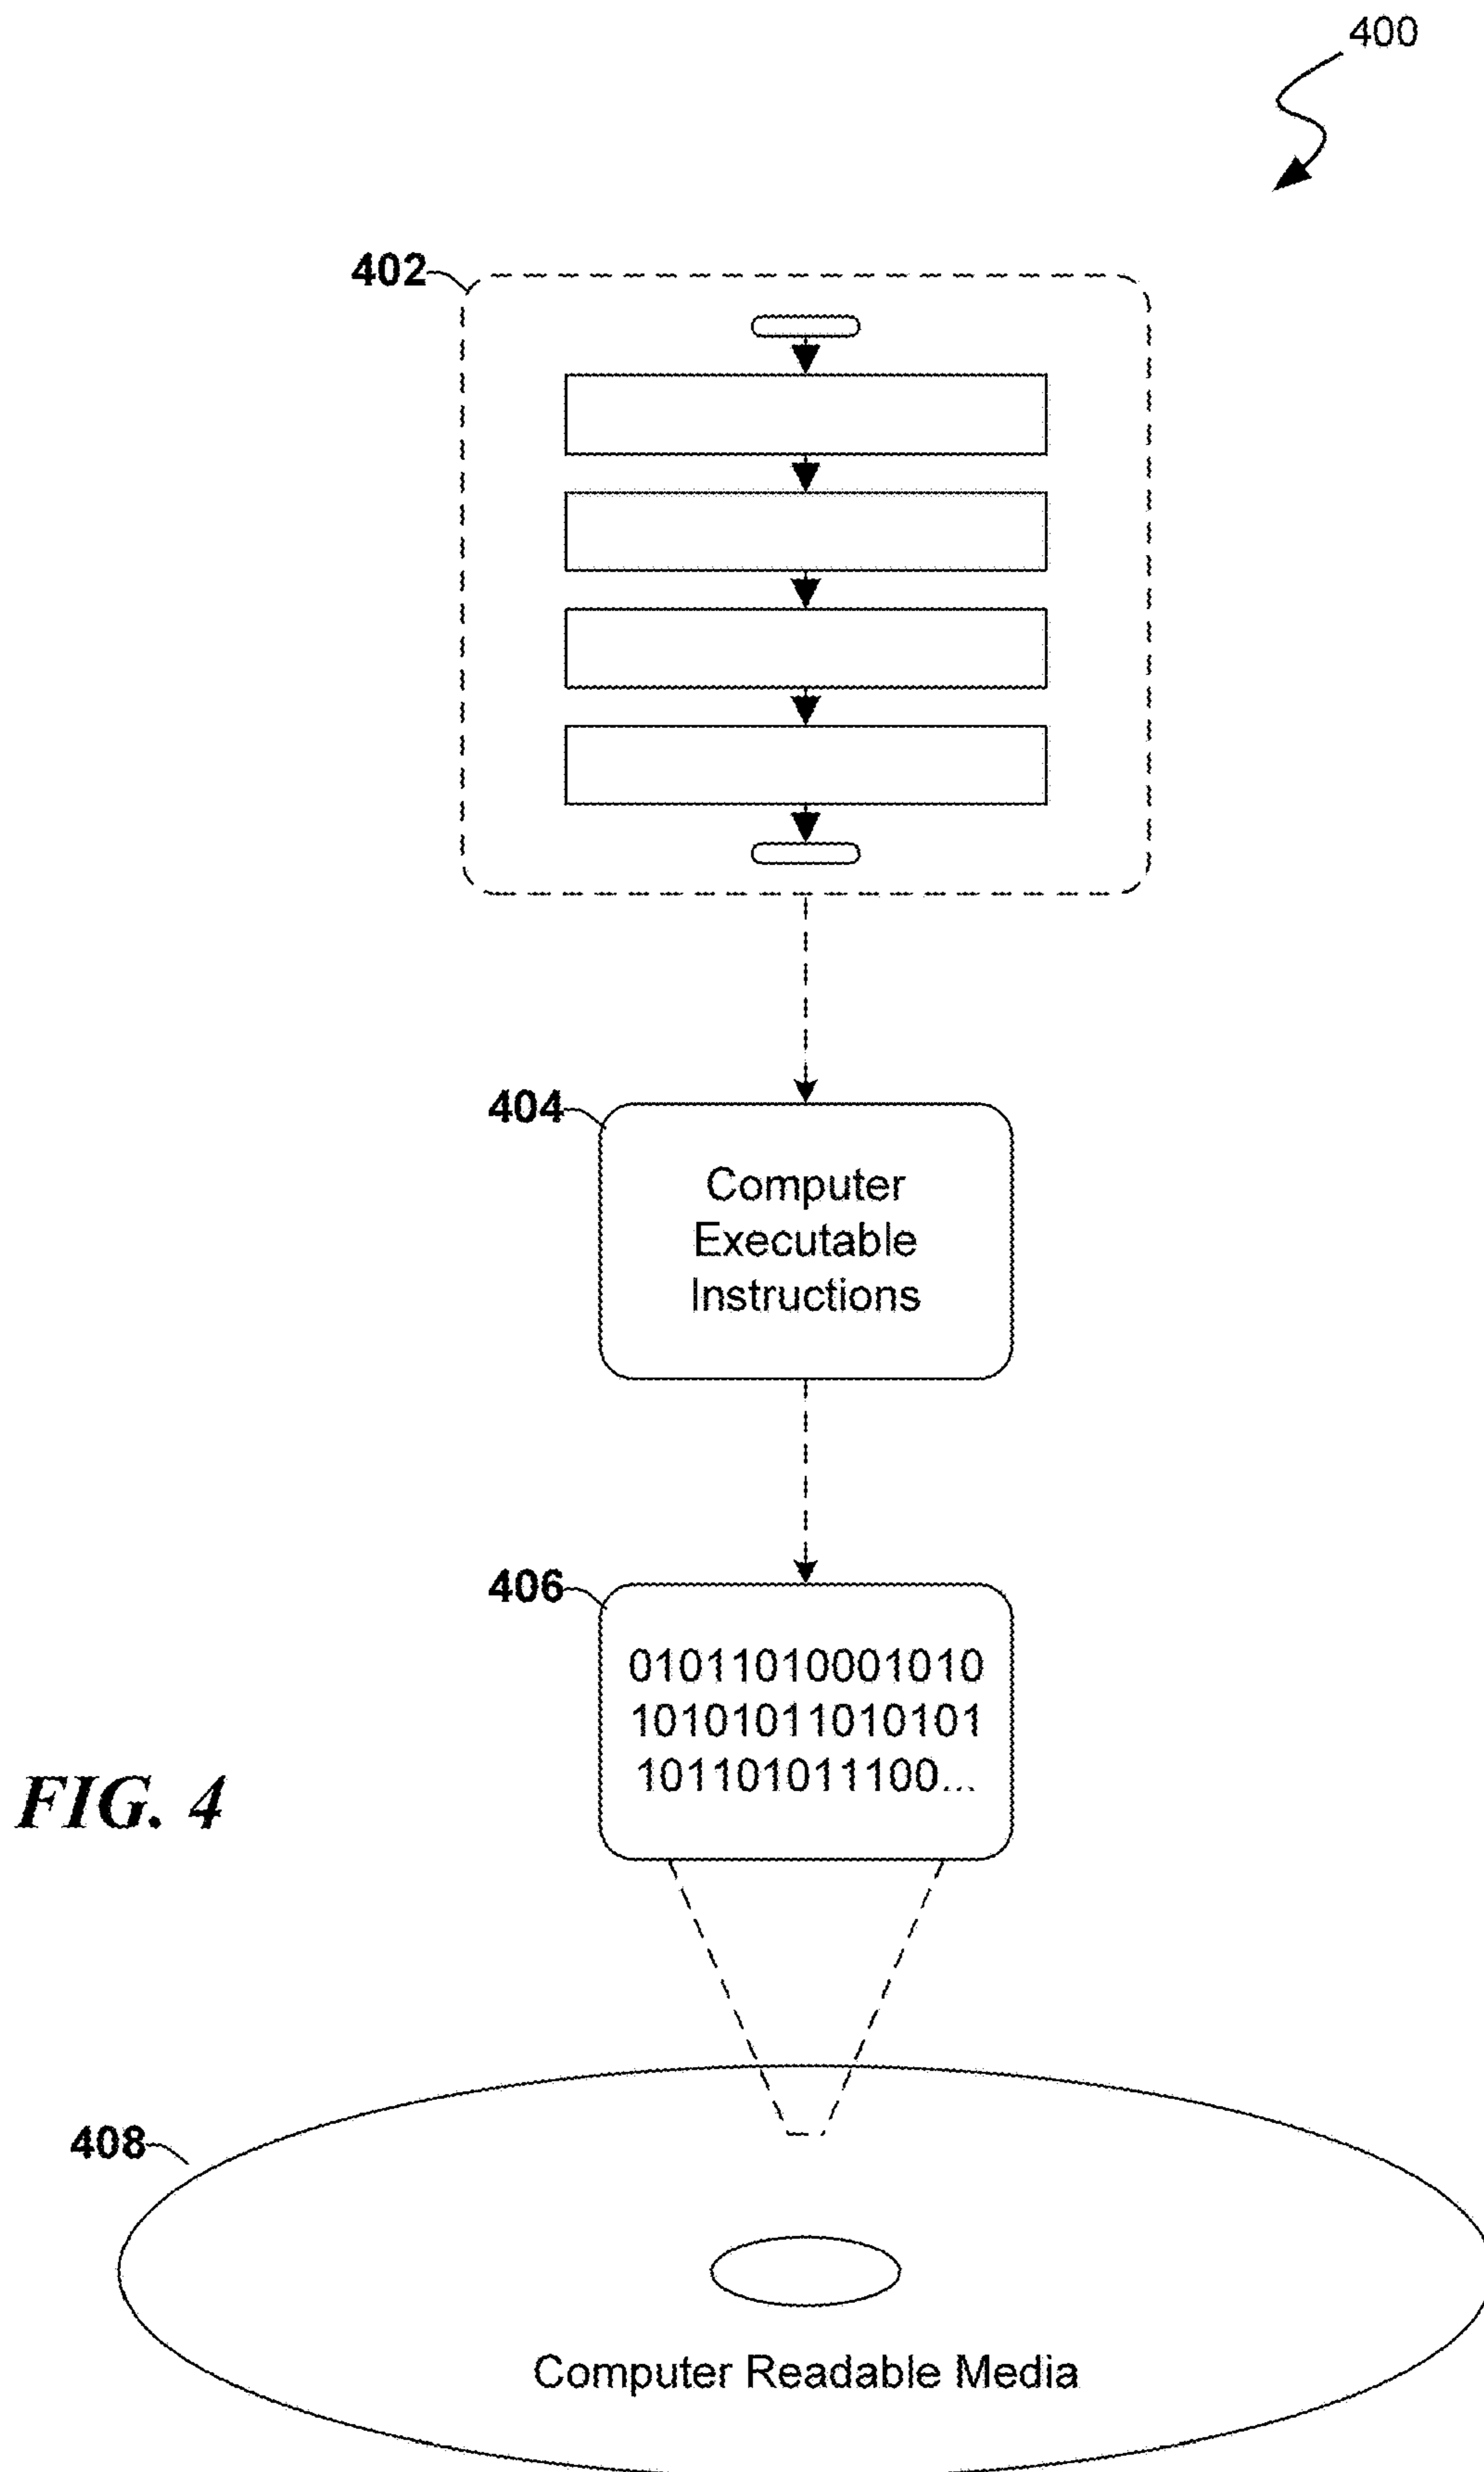 400
402
404
Computer
Executable
Instructions
406
01011010001010
10101011010101
101101011100...
FIG. 4
408
Computer Readable Media